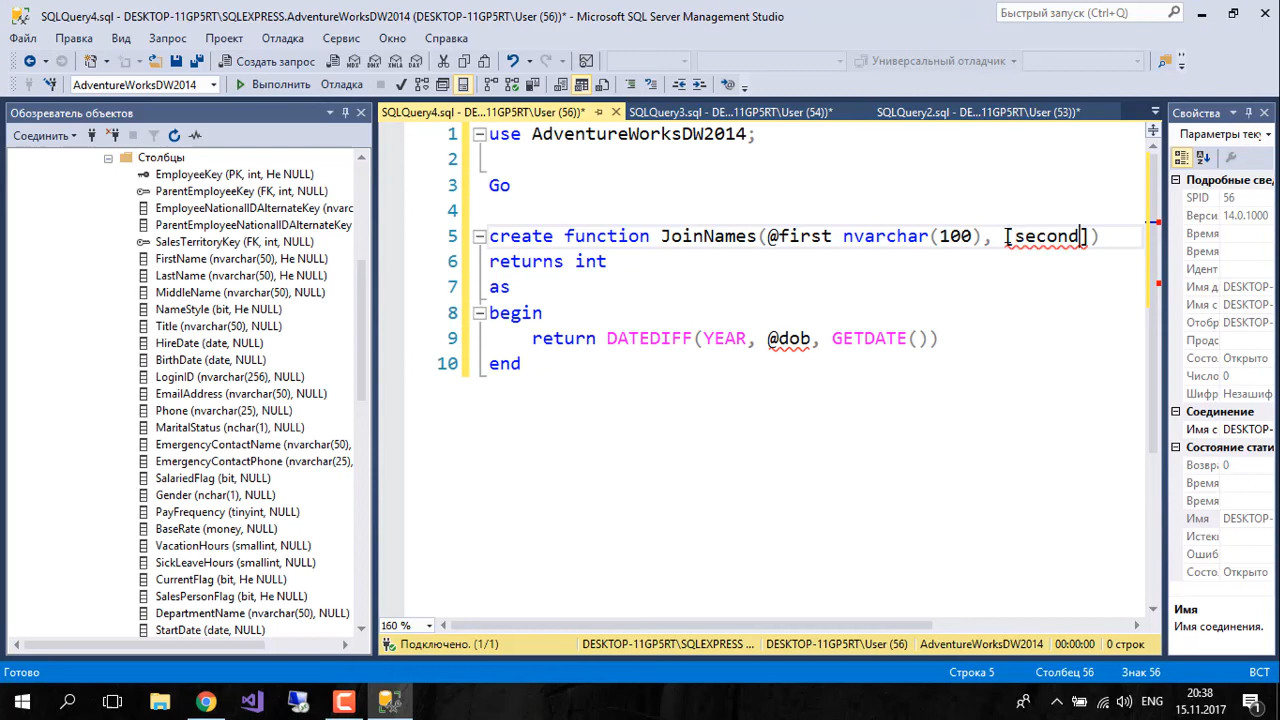 SQLQuery4.sql - DESKTOP-11GP5RT\SQLEXPRESS.AdventureWorksDW2014 (DESKTOP-11GP5RT\User (56))* - Microsoft SQL Server Management Studio
Быстрый запуск (Ctrl+Q)
Файл Правка Вид Запрос Проект Отладка Сервис Окно Справка
Создать запрос
MDX DMX XMLA DAX
Универсальный отладчик
AdventureWorksDW2014
Выполнить Отладка
Обозреватель объектов
Соединить
Столбцы
EmployeeKey (PK, int, Не NULL)
ParentEmployeeKey (FK, int, NULL)
EmployeeNationalIDAlternateKey (nvarc
ParentEmployeeNationalIDAlternateKey
SalesTerritoryKey (FK, int, NULL)
FirstName (nvarchar(50), Не NULL)
LastName (nvarchar(50), Не NULL)
MiddleName (nvarchar(50), NULL)
NameStyle (bit, Не NULL)
Title (nvarchar(50), NULL)
HireDate (date, NULL)
BirthDate (date, NULL)
LoginID (nvarchar(256), NULL)
EmailAddress (nvarchar(50), NULL)
Phone (nvarchar(25), NULL)
MaritalStatus (nchar(1), NULL)
EmergencyContactName (nvarchar(50),
EmergencyContactPhone (nvarchar(25),
SalariedFlag (bit, NULL)
Gender (nchar(1), NULL)
PayFrequency (tinyint, NULL)
BaseRate (money, NULL)
VacationHours (smallint, NULL)
SickLeaveHours (smallint, NULL)
CurrentFlag (bit, Не NULL)
SalesPersonFlag (bit, Не NULL)
DepartmentName (nvarchar(50), NULL)
StartDate (date, NULL)
SQLQuery4.sql - DE...11GP5RT\User (56))* SQLQuery3.sql - DE...11GP5RT\User (54))* SQLQuery2.sql - DE...11GP5RT\User (53))*
1 use AdventureWorksDW2014;
2
3 Go
4
5 create function JoinNames(@first nvarchar(100), [second])
6 returns int
7 as
8 begin
9 return DATEDIFF(YEAR, @dob, GETDATE())
10 end
160 %
Подключено. (1/1) DESKTOP-11GP5RT\SQLEXPRESS ... DESKTOP-11GP5RT\User (56) AdventureWorksDW2014 00:00:00 0 строк
Свойства
Параметры теку
Подробные све
SPID 56
Верси 14.0.1000
Время
Время
Идент
Имя д DESKTOP-
Имя с DESKTOP-
Отобр
Продс
Состо Открыто
Число 0
Шифр Незашиф
Соединение
Имя с DESKTOP-
Состояние стати
Возвра 0
Время
Время
Имя DESKTOP-
Истек
Ошиб
Состо Открыто
Имя
Имя соединения.
Готово Строка 5 Столбец 56 Знак 56 ВСТ
ENG
20:38
15.11.2017
1